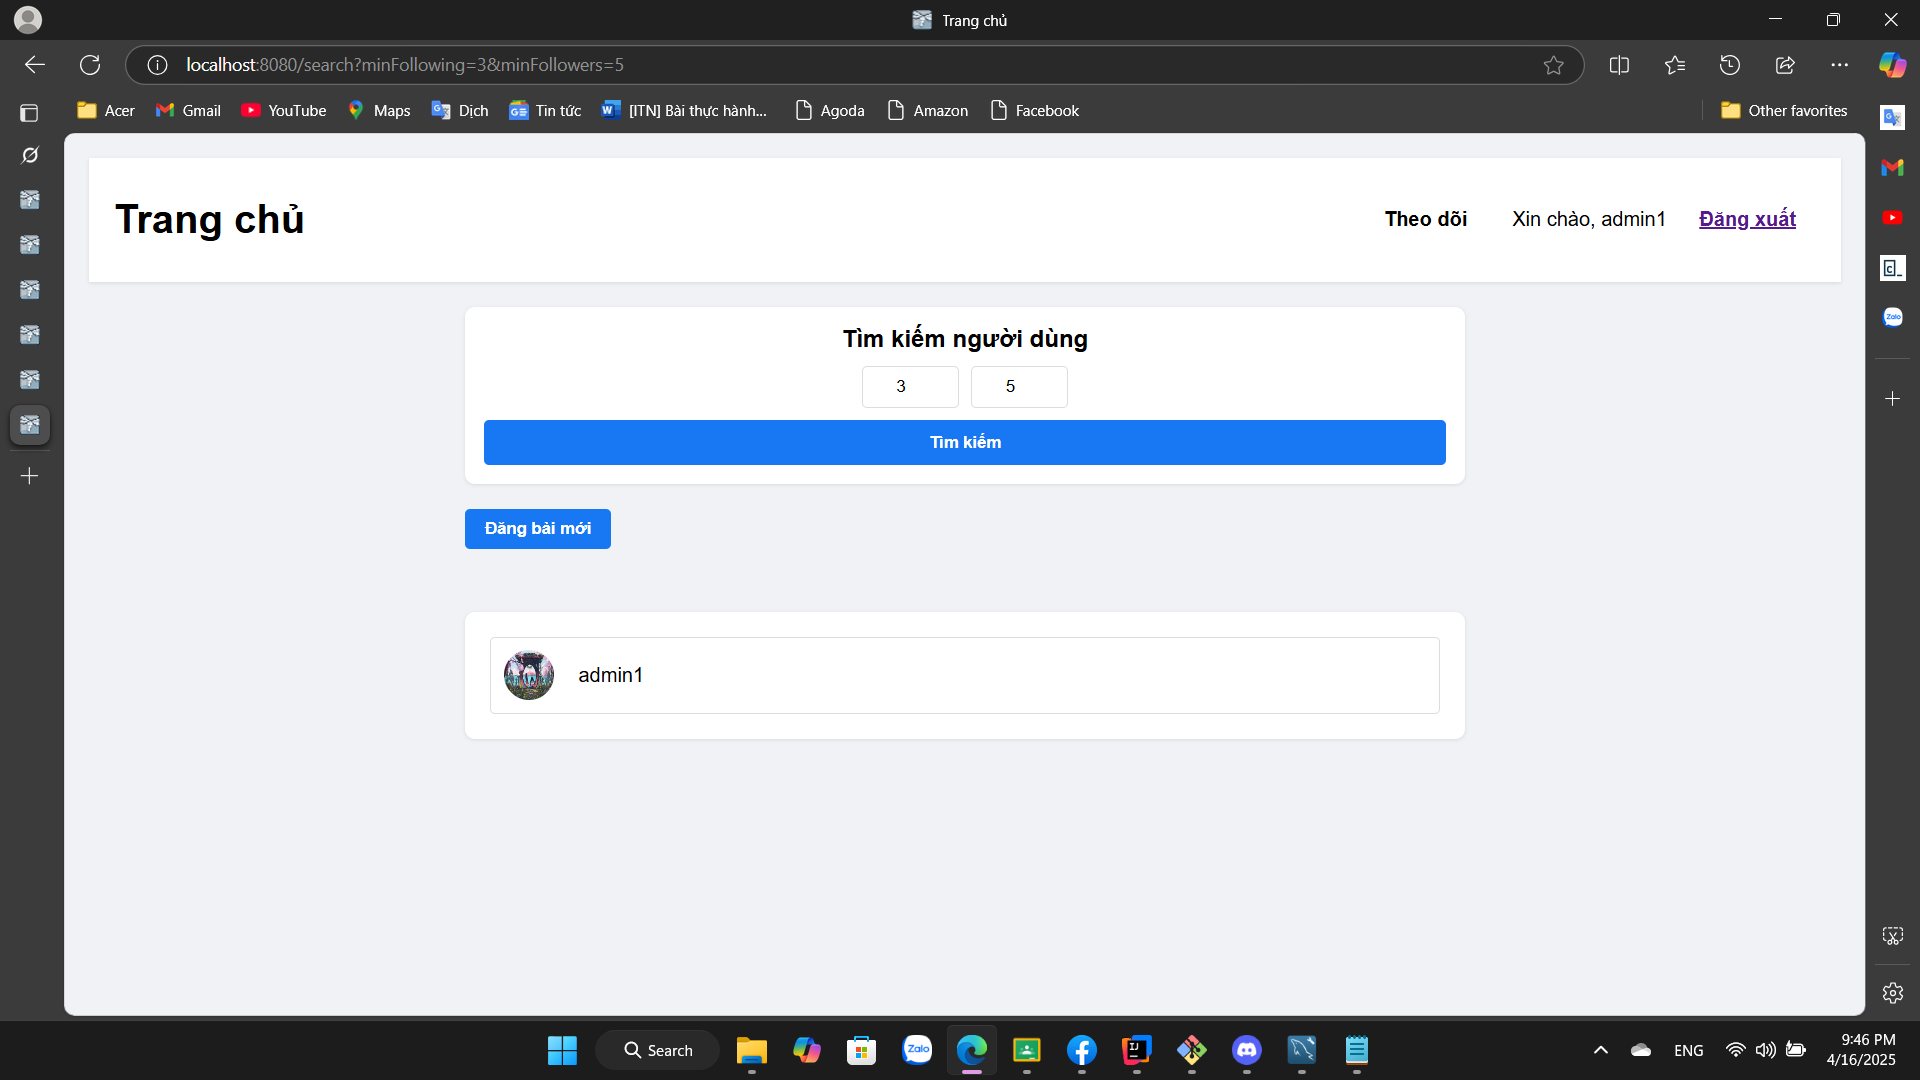 Trang chủ
localhost:8080/search?minFollowing=3&minFollowers=5
Acer
Gmail
YouTube
Maps
Dịch
Tin tức
[ITN] Bài thực hành...
Agoda
Amazon
Facebook
Other favorites
Trang chủ
Theo dõi
Xin chào, admin1
Đăng xuất
Tìm kiếm người dùng
3
5
Tìm kiếm
Đăng bài mới
admin1
Search
Zalo
ENG
9:46 PM
4/16/2025